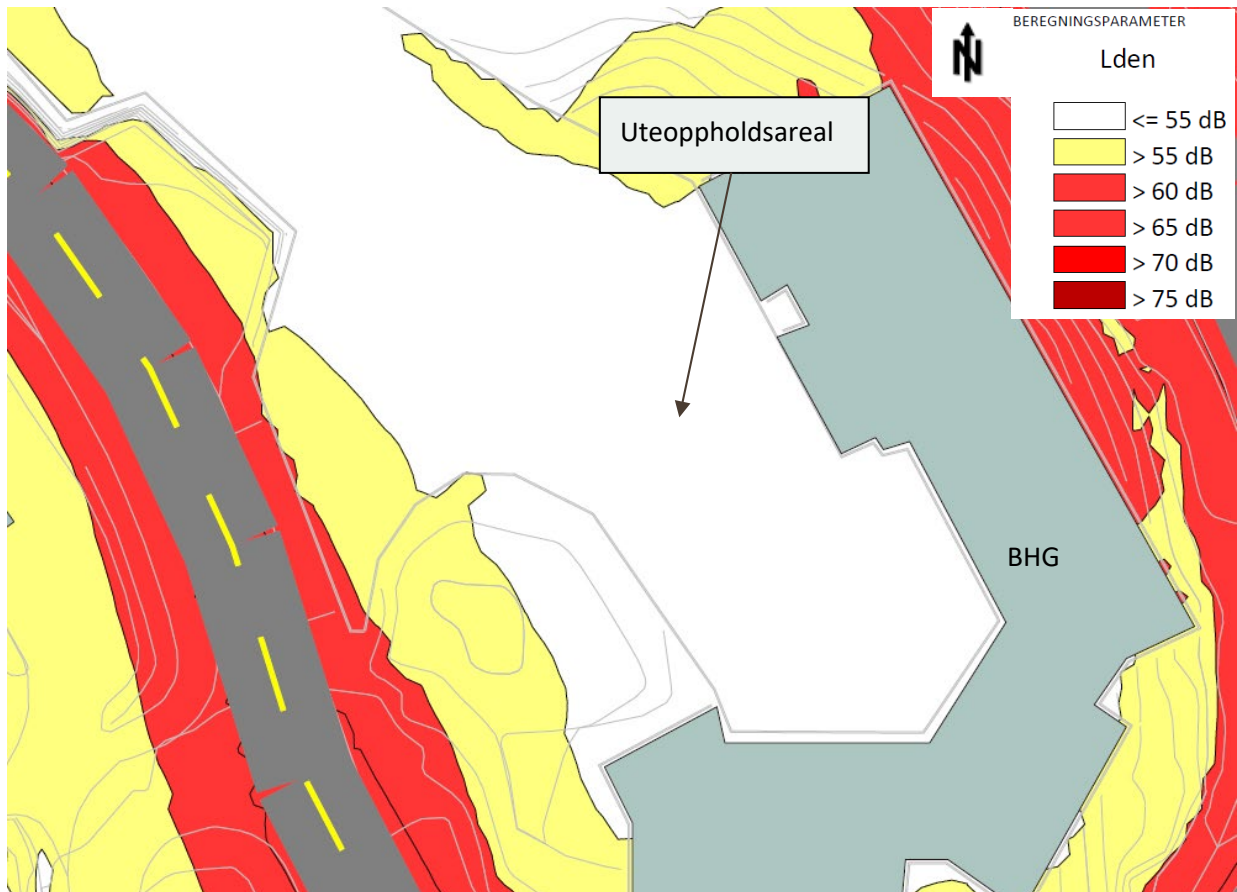 BEREGNINGSPARAMETER
N
Lden
<= 55 dB
> 55 dB
> 60 dB
> 65 dB
> 70 dB
> 75 dB
Uteoppholdsareal
BHG